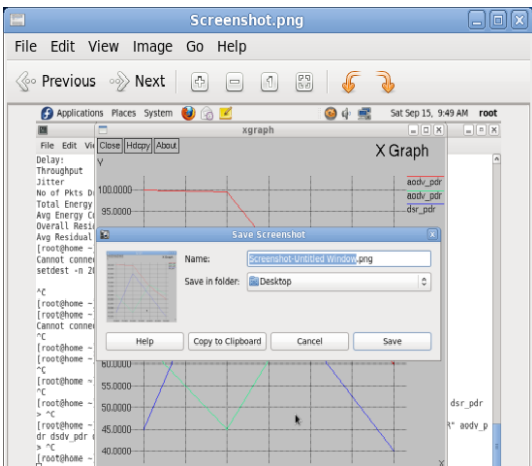 Screenshot.png
File Edit View Image Go Help
Previous Next
Applications Places System Sat Sep 15, 9:49 AM root
xgraph
File Edit Vi
Close Hdcpy About
X Graph
Y
Delay:
Throughput
Jitter
No of Pkts D
Total Energy
Avg Energy C
Overall Resi
Avg Residual
[root@home ~
Cannot conne
setdest -n 2
^C
[root@home ~
[root@home ~
Cannot conne
^C
[root@home ~
^C
[root@home ~
^C
[root@home ~
[root@home ~
> ^C
[root@home ~
dr dsdv_pdr
> ^C
[root@home ~
100.0000
95.0000
aodv_pdr
aodv_pdr
dsr_pdr
Save Screenshot
Name: Screenshot-Untitled Window.png
Save in folder: Desktop
Help Copy to Clipboard Cancel Save
60.0000
55.0000
50.0000
45.0000
40.0000
X
dsr_pdr
R" aodv_p